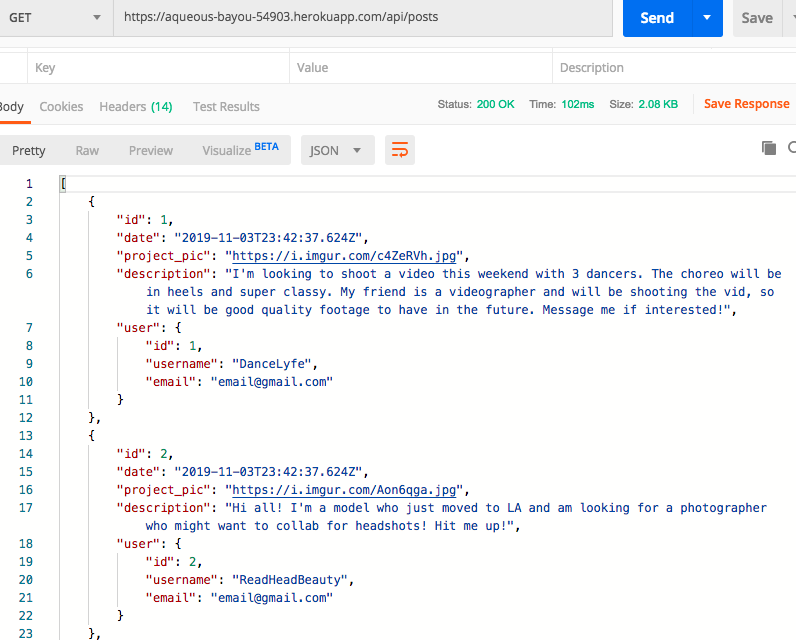 GET https://aqueous-bayou-54903.herokuapp.com/api/posts Send Save
Key Value Description
Body Cookies Headers (14) Test Results Status: 200 OK Time: 102ms Size: 2.08 KB Save Response
Pretty Raw Preview Visualize BETA JSON
1 [
2 {
3 "id": 1,
4 "date": "2019-11-03T23:42:37.624Z",
5 "project_pic": "https://i.imgur.com/c4ZeRVh.jpg",
6 "description": "I'm looking to shoot a video this weekend with 3 dancers. The choreo will be
in heels and super classy. My friend is a videographer and will be shooting the vid, so
it will be good quality footage to have in the future. Message me if interested!",
7 "user": {
8 "id": 1,
9 "username": "DanceLyfe",
10 "email": "email@gmail.com"
11 }
12 },
13 {
14 "id": 2,
15 "date": "2019-11-03T23:42:37.624Z",
16 "project_pic": "https://i.imgur.com/Aon6qga.jpg",
17 "description": "Hi all! I'm a model who just moved to LA and am looking for a photographer
who might want to collab for headshots! Hit me up!",
18 "user": {
19 "id": 2,
20 "username": "ReadHeadBeauty",
21 "email": "email@gmail.com"
22 }
23 },